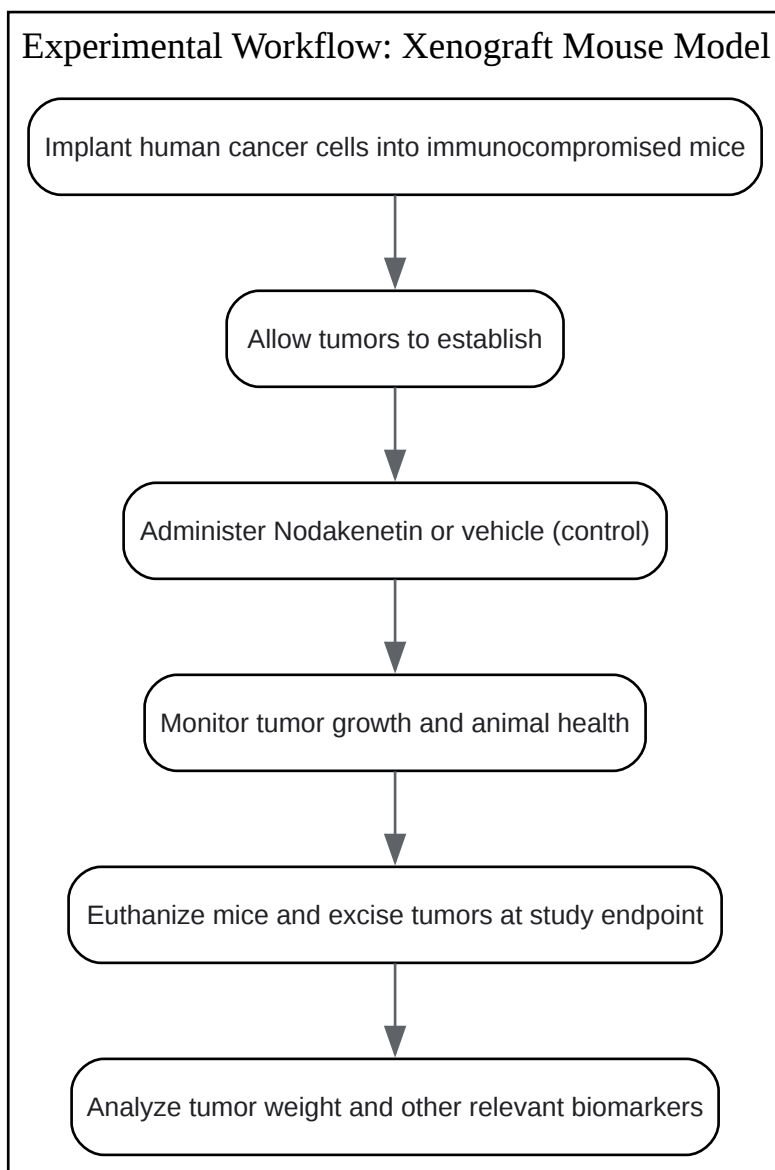 Experimental Workflow: Xenograft Mouse Model
Implant human cancer cells into immunocompromised mice
Allow tumors to establish
Administer Nodakenetin or vehicle (control)
Monitor tumor growth and animal health
Euthanize mice and excise tumors at study endpoint
Analyze tumor weight and other relevant biomarkers